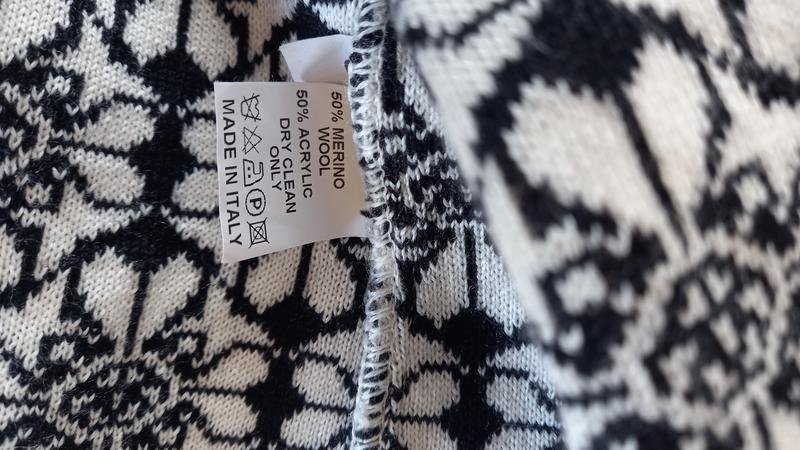 50% MERINO
WOOL
50% ACRYLIC
DRY CLEAN
ONLY
P
MADE IN ITALY